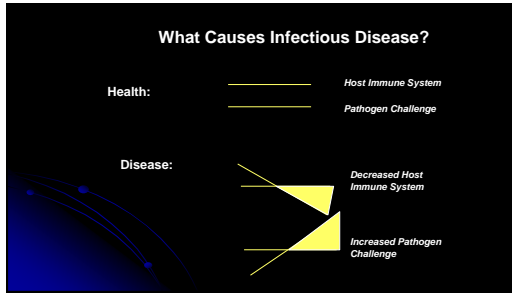 What Causes Infectious Disease?
Health:
Host Immune System
Pathogen Challenge
Disease:
Decreased Host
Immune System
Increased Pathogen
Challenge